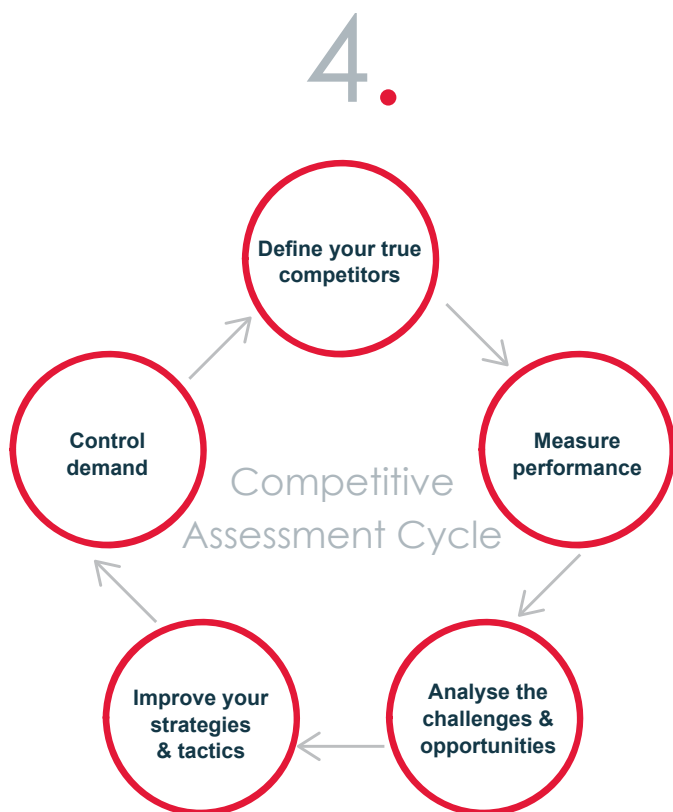 4.
Define your true
competitors
Measure
performance
Analyse the
challenges &
opportunities
Improve your
strategies
& tactics
Control
demand
Competitive
Assessment Cycle